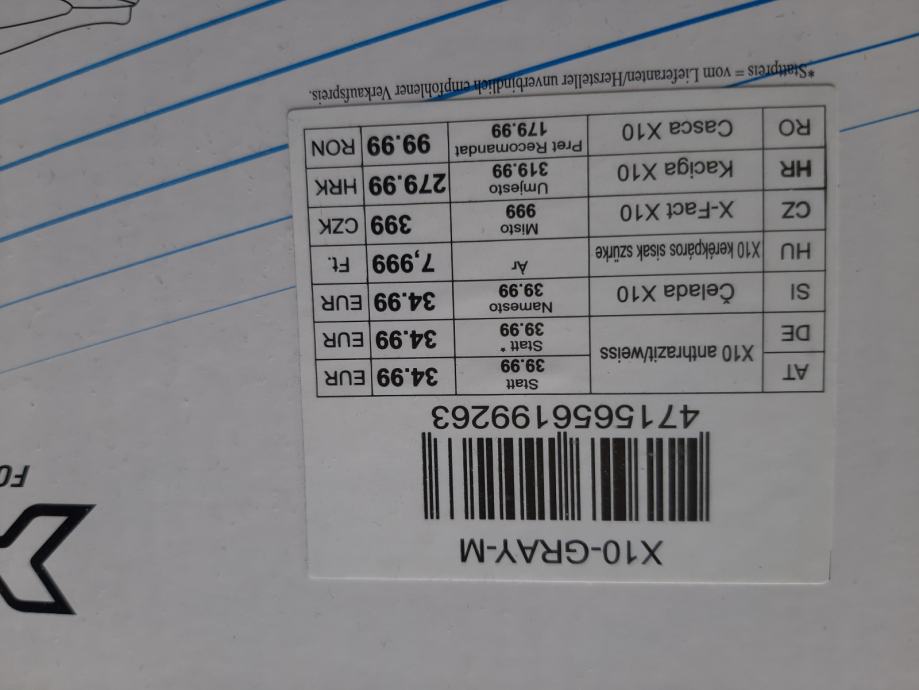 X10-GRAY-M
4715656199263
AT X10 anthrazit/weiss Statt 39.99 34.99 EUR
DE Statt * 39.99 34.99 EUR
SI Čelada X10 Namesto 39.99 34.99 EUR
HU X10 kerékpáros sisak szürke Ár 7,999 Ft.
CZ X-Fact X10 Misto 999 399 CZK
HR Kaciga X10 Umjesto 319.99 279.99 HRK
RO Casca X10 Pret Recomandat 179.99 99.99 RON
*Stattpreis = vom Lieferanten/Hersteller unverbindlich empfohlener Verkaufspreis.